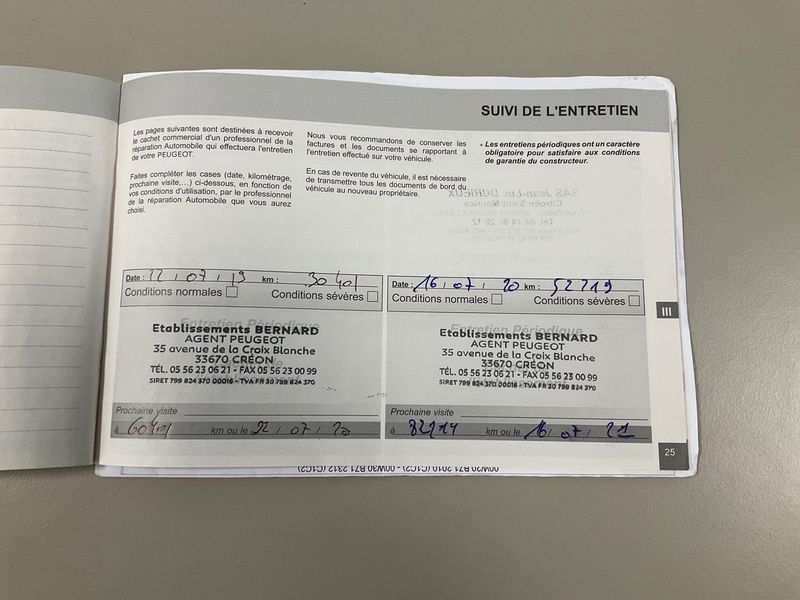 SUIVI DE L'ENTRETIEN
Les pages suivantes sont destinées à recevoir
le cachet commercial d'un professionnel de la
réparation Automobile qui effectuera l'entretien
de votre PEUGEOT.
Faites compléter les cases (date, kilométrage,
prochaine visite,...) ci-dessous, en fonction de
vos conditions d'utilisation, par le professionnel
de la réparation Automobile que vous aurez
choisi.
Nous vous recommandons de conserver les
factures et les documents se rapportant à
l'entretien effectué sur votre véhicule.
En cas de revente du véhicule, il est nécessaire
de transmettre tous les documents de bord du
véhicule au nouveau propriétaire.
• Les entretiens périodiques ont un caractère
obligatoire pour satisfaire aux conditions
de garantie du constructeur.
Date : 22 / 07 / 19 km : 30401
Conditions normales Conditions sévères
Entretien Périodique
Etablissements BERNARD
AGENT PEUGEOT
35 avenue de la Croix Blanche
33670 CRÉON
TÉL. 05 56 23 06 21 - FAX 05 56 23 00 99
SIRET 799 824 370 00016 - TVA FR 30 799 824 370
Prochaine visite
à 60401 km ou le 22 / 07 / 20
Date : 16 / 07 / 20 km : 52219
Conditions normales Conditions sévères
Entretien Périodique
Etablissements BERNARD
AGENT PEUGEOT
35 avenue de la Croix Blanche
33670 CRÉON
TÉL. 05 56 23 06 21 - FAX 05 56 23 00 99
SIRET 799 824 370 00016 - TVA FR 30 799 824 370
Prochaine visite
à km ou le 16 / 07 / 21
III
25